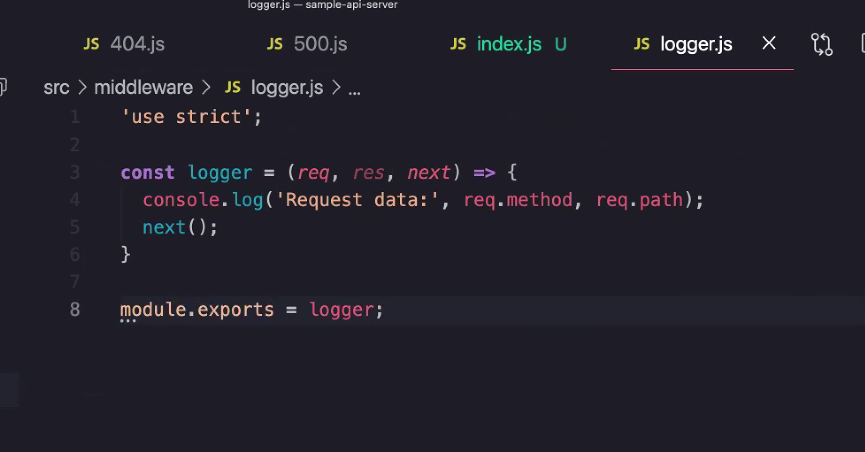 logger.js — sample-api-server
JS 404.js JS 500.js JS index.js U JS logger.js ×
src > middleware > JS logger.js > ...
1 'use strict';
2
3 const logger = (req, res, next) => {
4 console.log('Request data:', req.method, req.path);
5 next();
6 }
7
8 module.exports = logger;